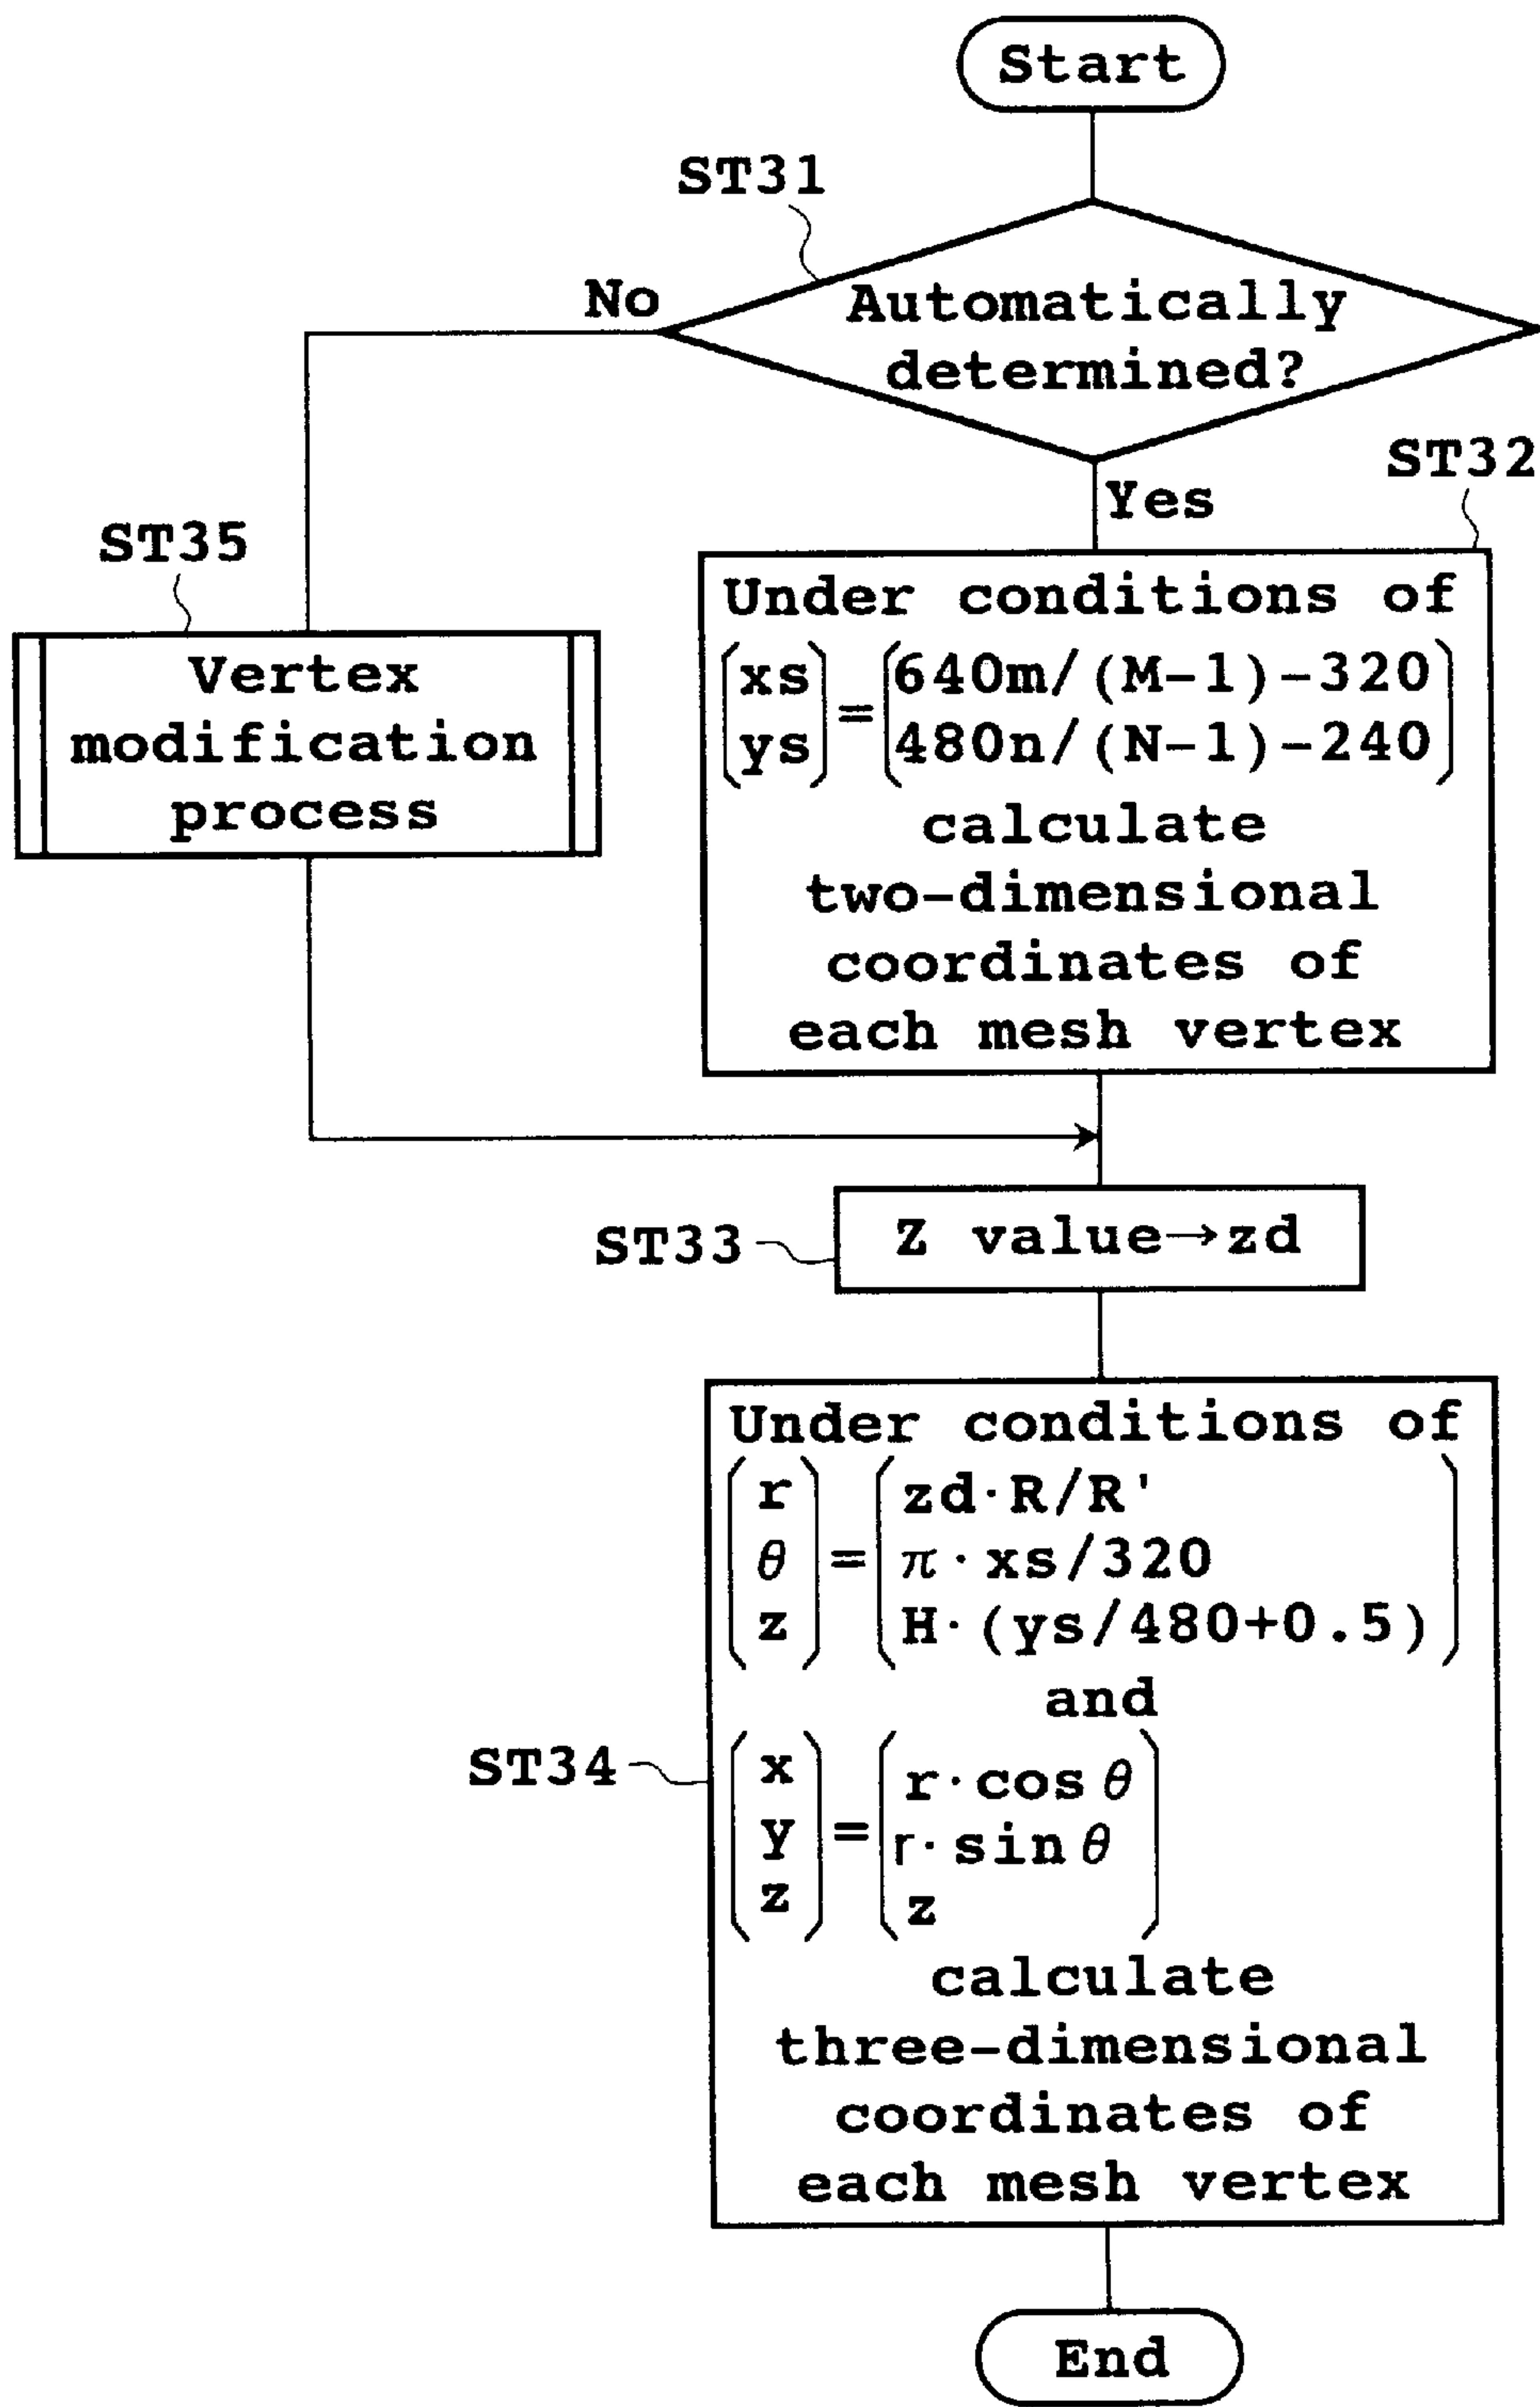 Start
ST31
No
Automatically
determined?
ST32
Yes
ST35
Vertex
modification
process
Under conditions of
(xs) = (640m/(M-1)-320)
(ys) = (480n/(N-1)-240)
calculate
two-dimensional
coordinates of
each mesh vertex
ST33
Z value→zd
Under conditions of
(r) = (zd·R/R')
(θ) = (π·xs/320)
(z) = (H·(ys/480+0.5))
and
ST34
(x) = (r·cosθ)
(y) = (r·sinθ)
(z) = (z)
calculate
three-dimensional
coordinates of
each mesh vertex
End